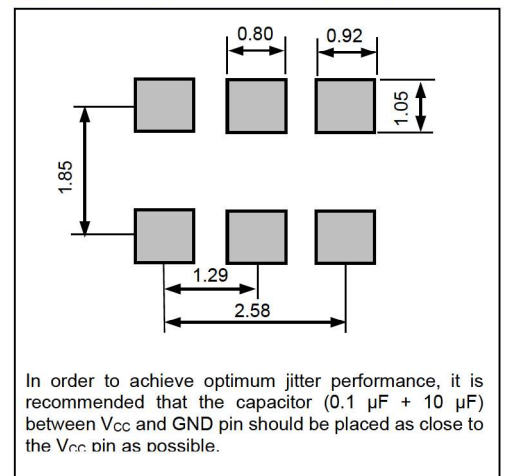 0.80
0.92
1.05
1.85
1.29
2.58
In order to achieve optimum jitter performance, it is
recommended that the capacitor (0.1 µF + 10 µF)
between VCC and GND pin should be placed as close to
the VCC pin as possible.